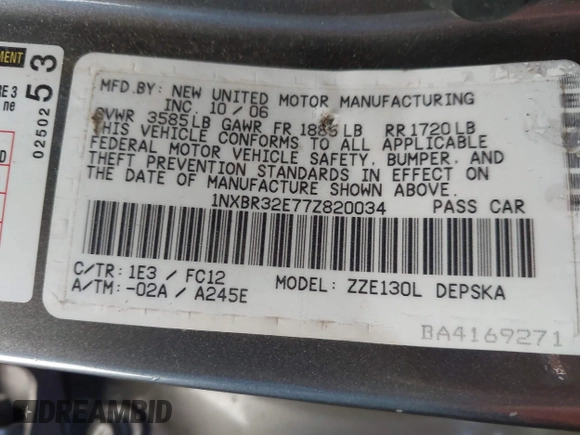 MENT
RE 3
ne
02502
53
MFD.BY: NEW UNITED MOTOR MANUFACTURING
INC. 10/06
GVWR 3585LB GAWR FR 1885LB RR 1720LB
THIS VEHICLE CONFORMS TO ALL APPLICABLE
FEDERAL MOTOR VEHICLE SAFETY, BUMPER, AND
THEFT PREVENTION STANDARDS IN EFFECT ON
THE DATE OF MANUFACTURE SHOWN ABOVE.
1NXBR32E77Z820034 PASS CAR
C/TR: 1E3 / FC12
A/TM: -02A / A245E
MODEL: ZZE130L DEPSKA
BA4169271
DREAMBID